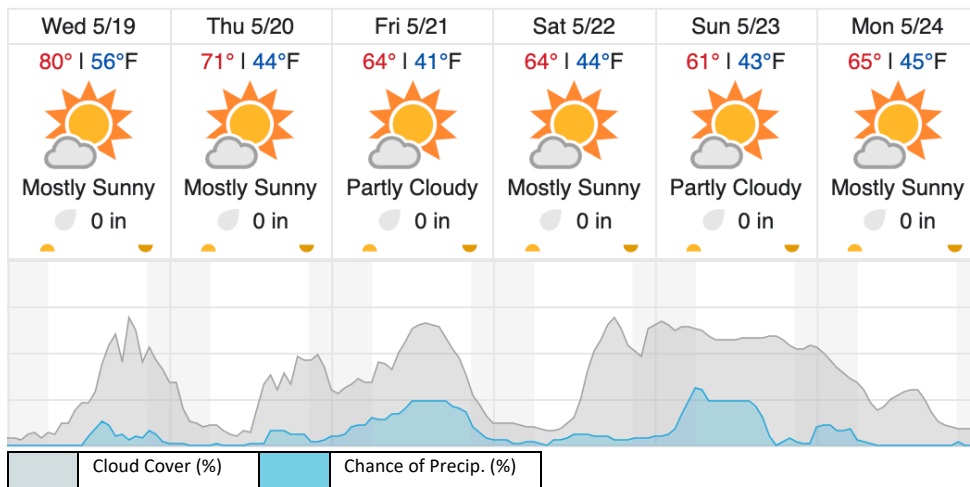 Wed 5/19 Thu 5/20 Fri 5/21 Sat 5/22 Sun 5/23 Mon 5/24
80° | 56°F 71° | 44°F 64° | 41°F 64° | 44°F 61° | 43°F 65° | 45°F
Mostly Sunny Mostly Sunny Partly Cloudy Mostly Sunny Partly Cloudy Mostly Sunny
0 in 0 in 0 in 0 in 0 in 0 in
Cloud Cover (%) Chance of Precip. (%)